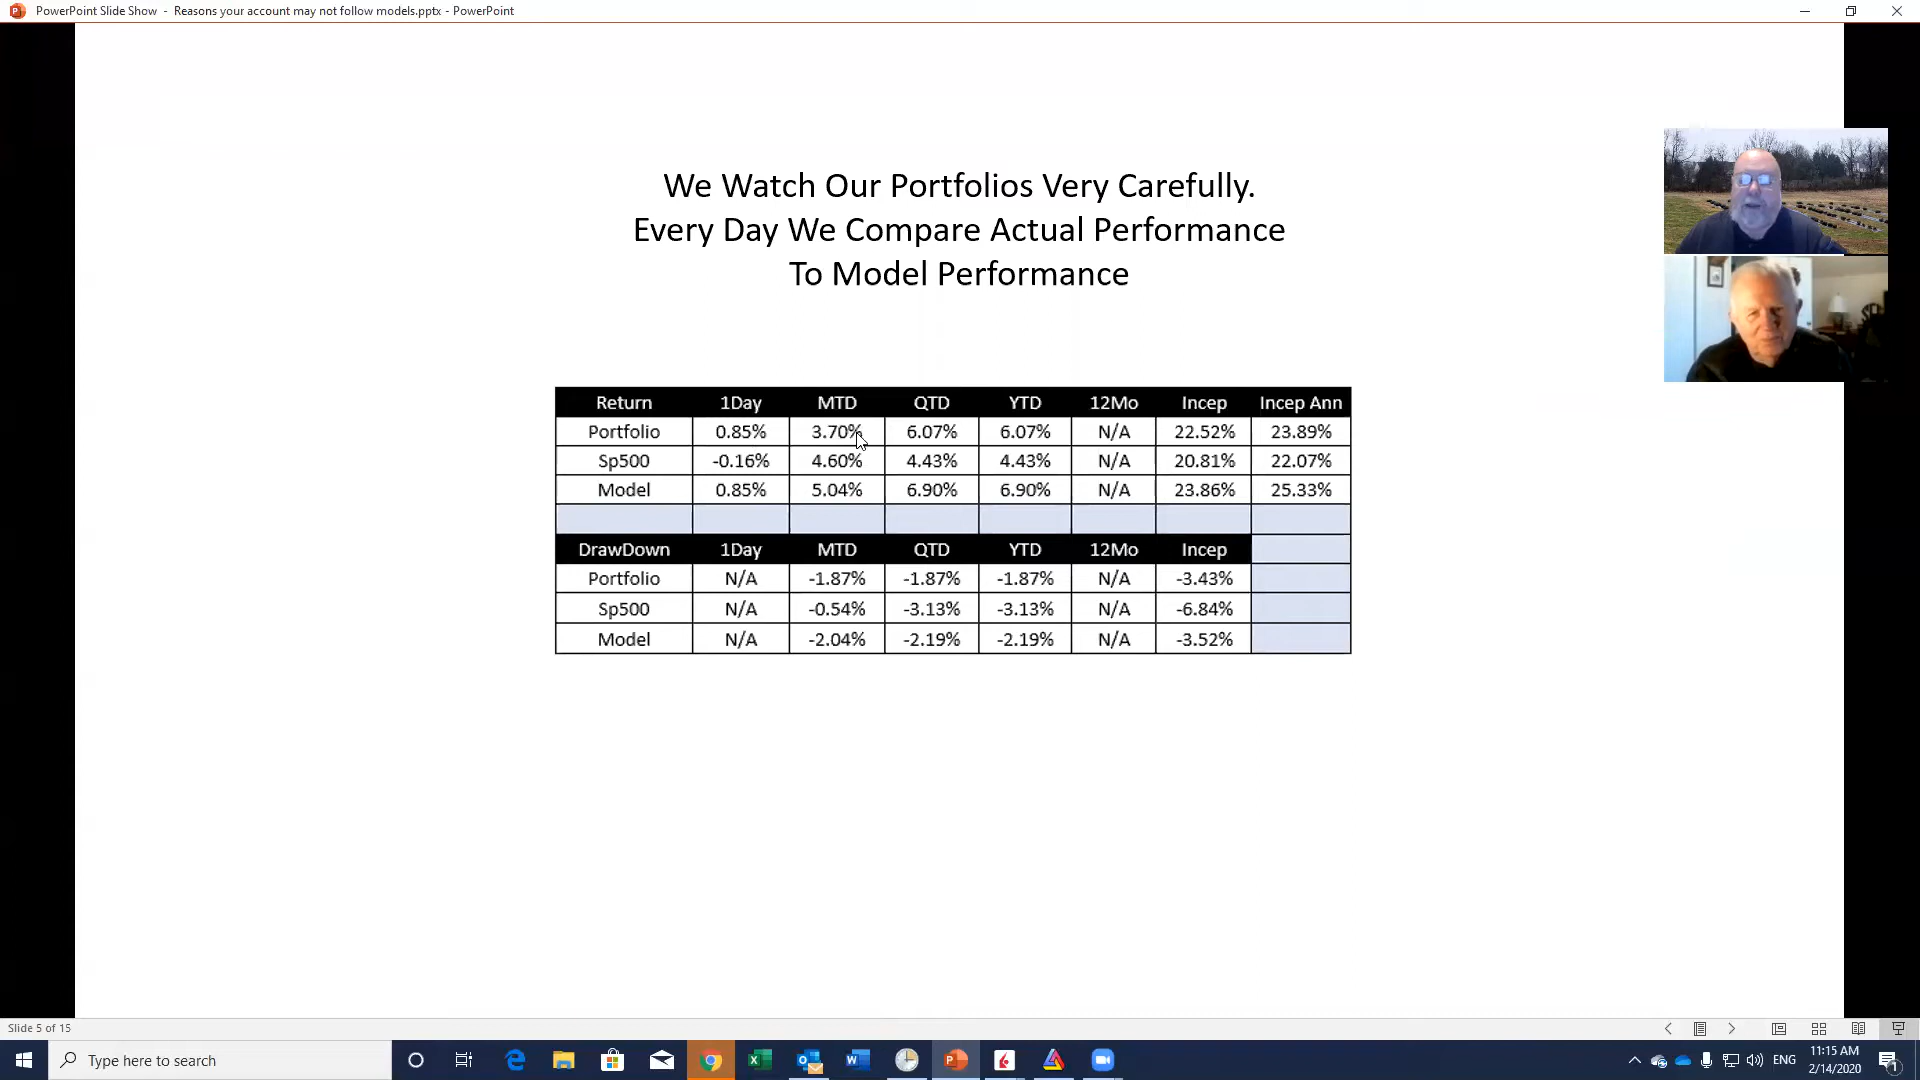 PowerPoint Slide Show - Reasons your account may not follow models.pptx - PowerPoint
We Watch Our Portfolios Very Carefully.
Every Day We Compare Actual Performance
To Model Performance
Return 1Day MTD QTD YTD 12Mo Incep Incep Ann
Portfolio 0.85% 3.70% 6.07% 6.07% N/A 22.52% 23.89%
Sp500 -0.16% 4.60% 4.43% 4.43% N/A 20.81% 22.07%
Model 0.85% 5.04% 6.90% 6.90% N/A 23.86% 25.33%
DrawDown 1Day MTD QTD YTD 12Mo Incep
Portfolio N/A -1.87% -1.87% -1.87% N/A -3.43%
Sp500 N/A -0.54% -3.13% -3.13% N/A -6.84%
Model N/A -2.04% -2.19% -2.19% N/A -3.52%
Slide 5 of 15
Type here to search
ENG
11:15 AM
2/14/2020
1